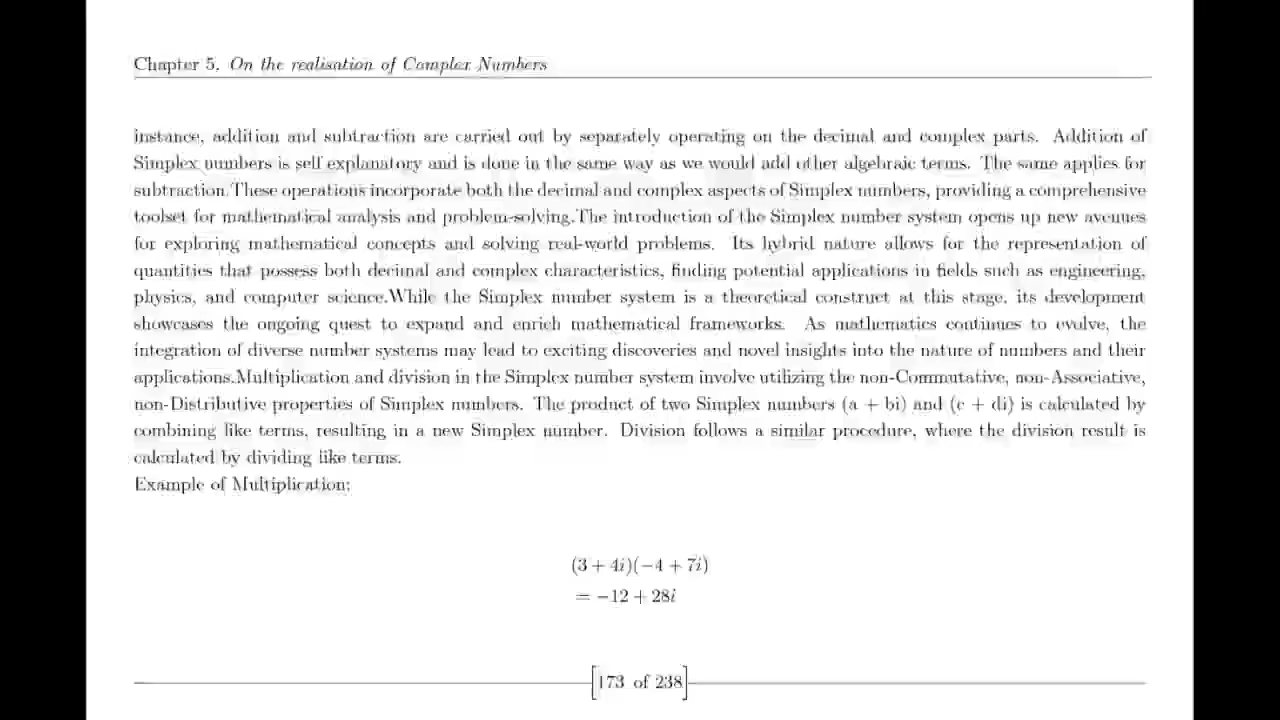 Chapter 5. On the realisation of Complex Numbers
instance, addition and subtraction are carried out by separately operating on the decimal and complex parts. Addition of
Simplex numbers is self explanatory and is done in the same way as we would add other algebraic terms. The same applies for
subtraction.These operations incorporate both the decimal and complex aspects of Simplex numbers, providing a comprehensive
toolset for mathematical analysis and problem-solving.The introduction of the Simplex number system opens up new avenues
for exploring mathematical concepts and solving real-world problems. Its hybrid nature allows for the representation of
quantities that possess both decimal and complex characteristics, finding potential applications in fields such as engineering,
physics, and computer science.While the Simplex number system is a theoretical construct at this stage, its development
showcases the ongoing quest to expand and enrich mathematical frameworks. As mathematics continues to evolve, the
integration of diverse number systems may lead to exciting discoveries and novel insights into the nature of numbers and their
applications.Multiplication and division in the Simplex number system involve utilizing the non-Commutative, non-Associative,
non-Distributive properties of Simplex numbers. The product of two Simplex numbers (a + bi) and (c + di) is calculated by
combining like terms, resulting in a new Simplex number. Division follows a similar procedure, where the division result is
calculated by dividing like terms.
Example of Multiplication:
(3 + 4i)(−4 + 7i)
= −12 + 28i
[173 of 238]